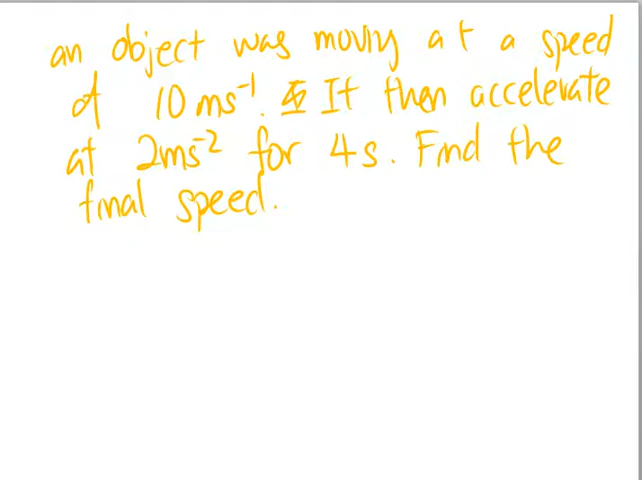 an object was moving at a speed
of 10 ms⁻¹. It then accelerate
at 2ms⁻² for 4s. Find the
final speed.